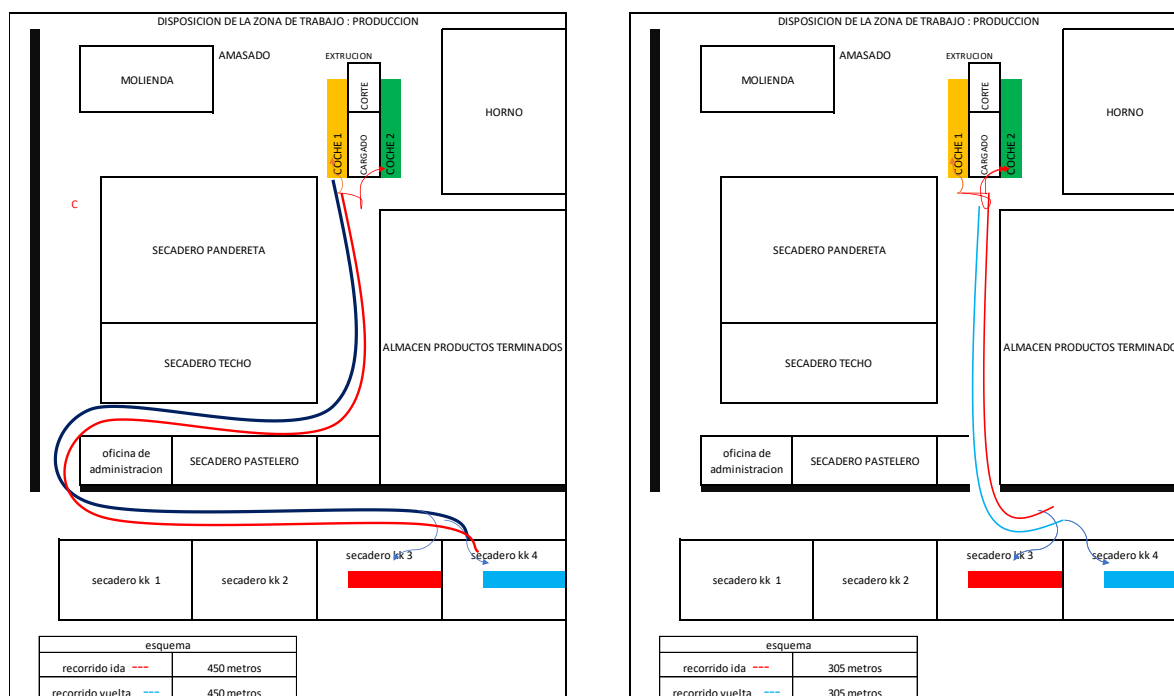 DISPOSICION DE LA ZONA DE TRABAJO : PRODUCCION
MOLIENDA
AMASADO
EXTRUCION
CORTE
CARGADO
COCHE 1
COCHE 2
HORNO
C
SECADERO PANDERETA
SECADERO TECHO
ALMACEN PRODUCTOS TERMINADOS
oficina de
administracion
SECADERO PASTELERO
secadero kk 1
secadero kk 2
secadero kk 3
secadero kk 4
esquema
recorrido ida --- 450 metros
recorrido vuelta --- 450 metros
DISPOSICION DE LA ZONA DE TRABAJO : PRODUCCION
MOLIENDA
AMASADO
EXTRUCION
CORTE
CARGADO
COCHE 1
COCHE 2
HORNO
SECADERO PANDERETA
SECADERO TECHO
ALMACEN PRODUCTOS TERMINADO
oficina de
administracion
SECADERO PASTELERO
secadero kk 1
secadero kk 2
secadero kk 3
secadero kk 4
esquema
recorrido ida --- 305 metros
recorrido vuelta --- 305 metros